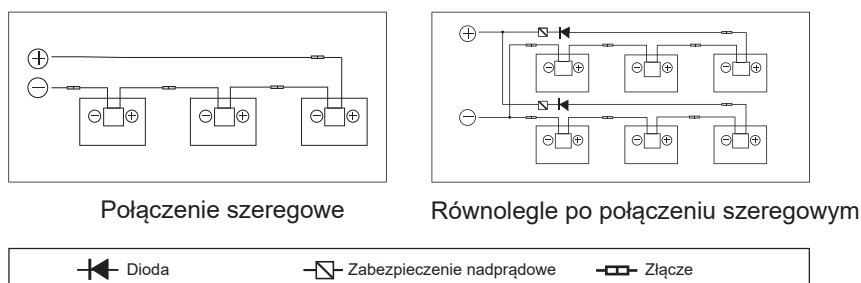 Połączenie szeregowe
Równolegle po połączeniu szeregowym
Dioda
Zabezpieczenie nadprądowe
Złącze